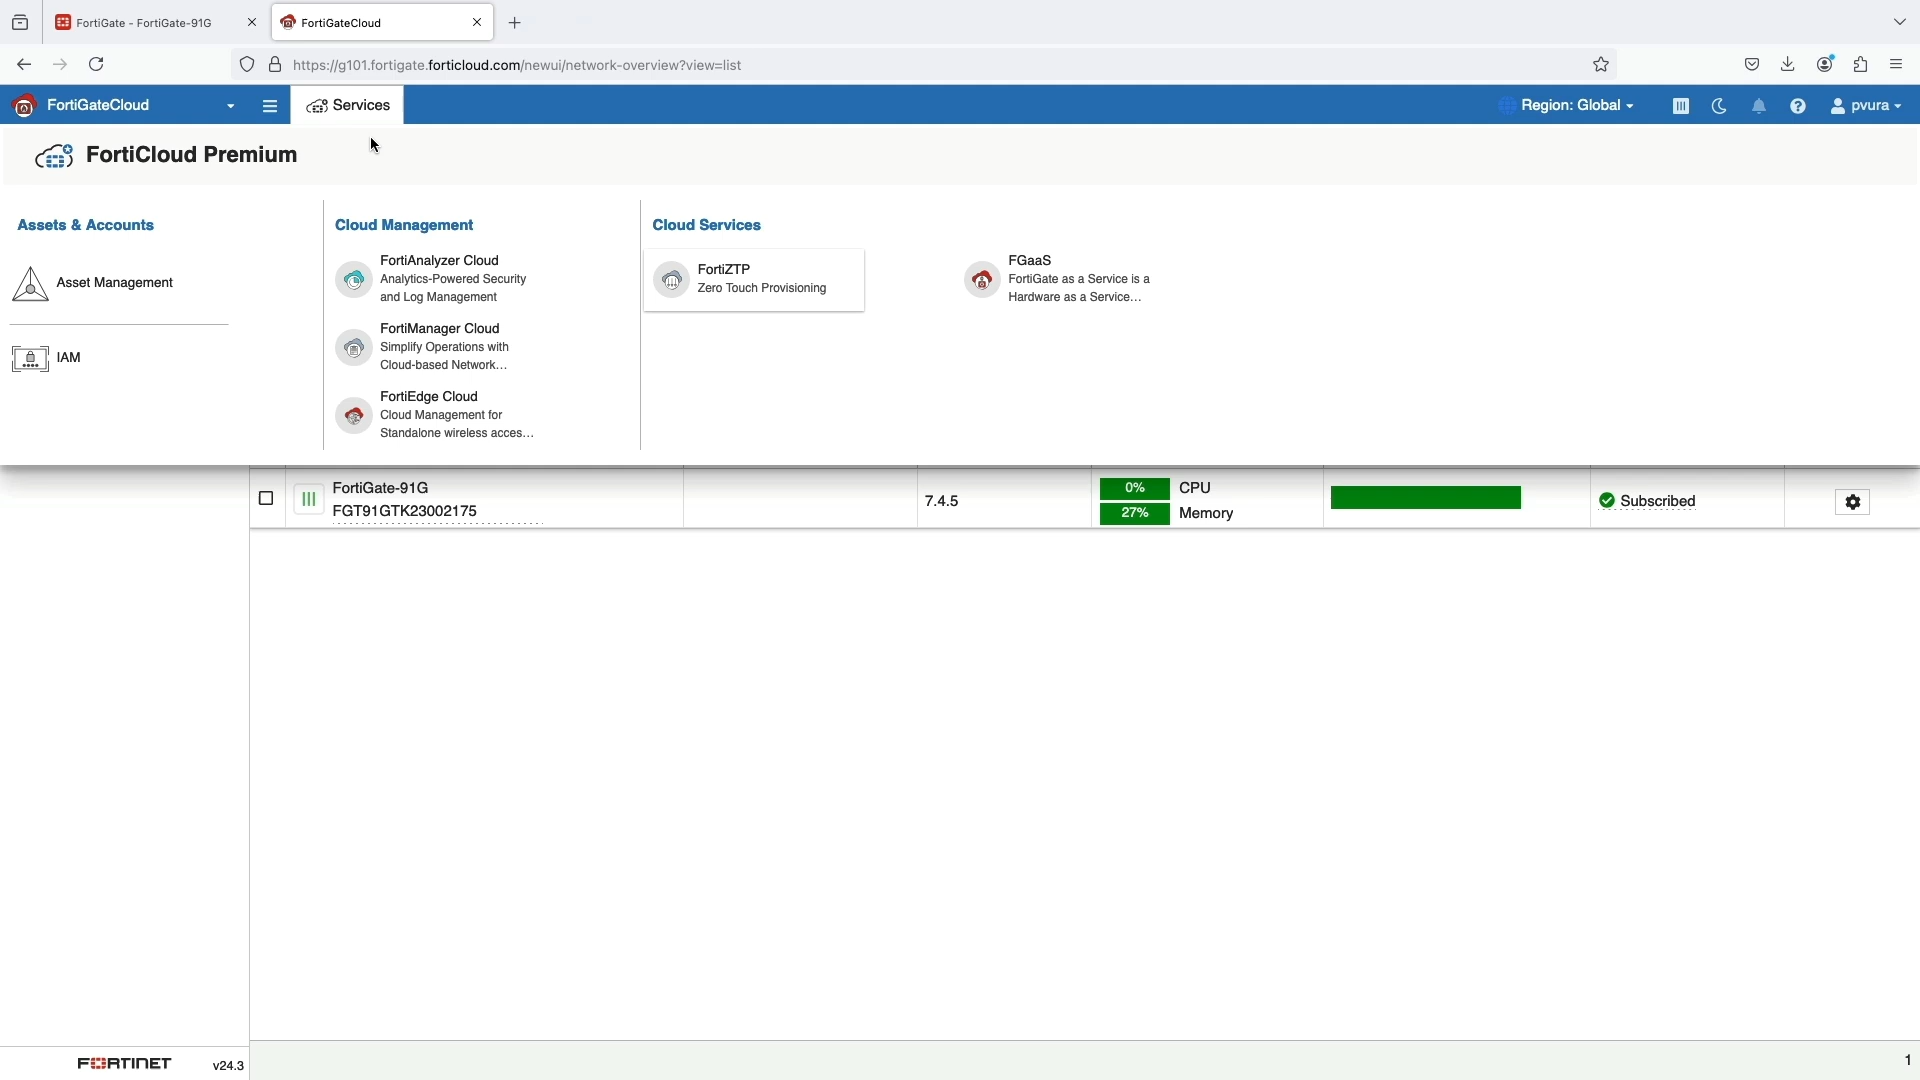 FortiGate - FortiGate-91G
FortiGateCloud
https://g101.fortigate.forticloud.com/newui/network-overview?view=list
FortiGateCloud
Services
Region: Global
pvura
FortiCloud Premium
Assets & Accounts
Asset Management
IAM
Cloud Management
FortiAnalyzer Cloud
Analytics-Powered Security
and Log Management
FortiManager Cloud
Simplify Operations with
Cloud-based Network...
FortiEdge Cloud
Cloud Management for
Standalone wireless acces...
Cloud Services
FortiZTP
Zero Touch Provisioning
FGaaS
FortiGate as a Service is a
Hardware as a Service...
FortiGate-91G
FGT91GTK23002175
7.4.5
0% CPU
27% Memory
Subscribed
FORTINET
v24.3
1